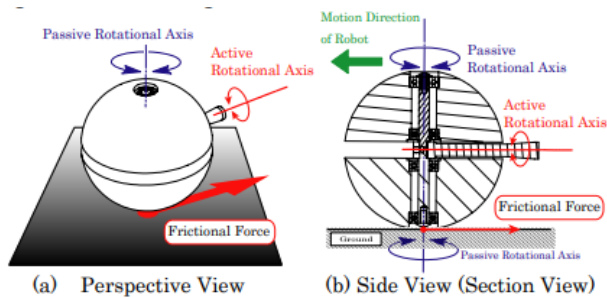 Passive Rotational Axis
Active
Rotational Axis
Frictional Force
(a) Perspective View
Motion Direction
of Robot
Passive
Rotational Axis
Active
Rotational Axis
Frictional Force
Ground
Passive Rotational Axis
(b) Side View (Section View)